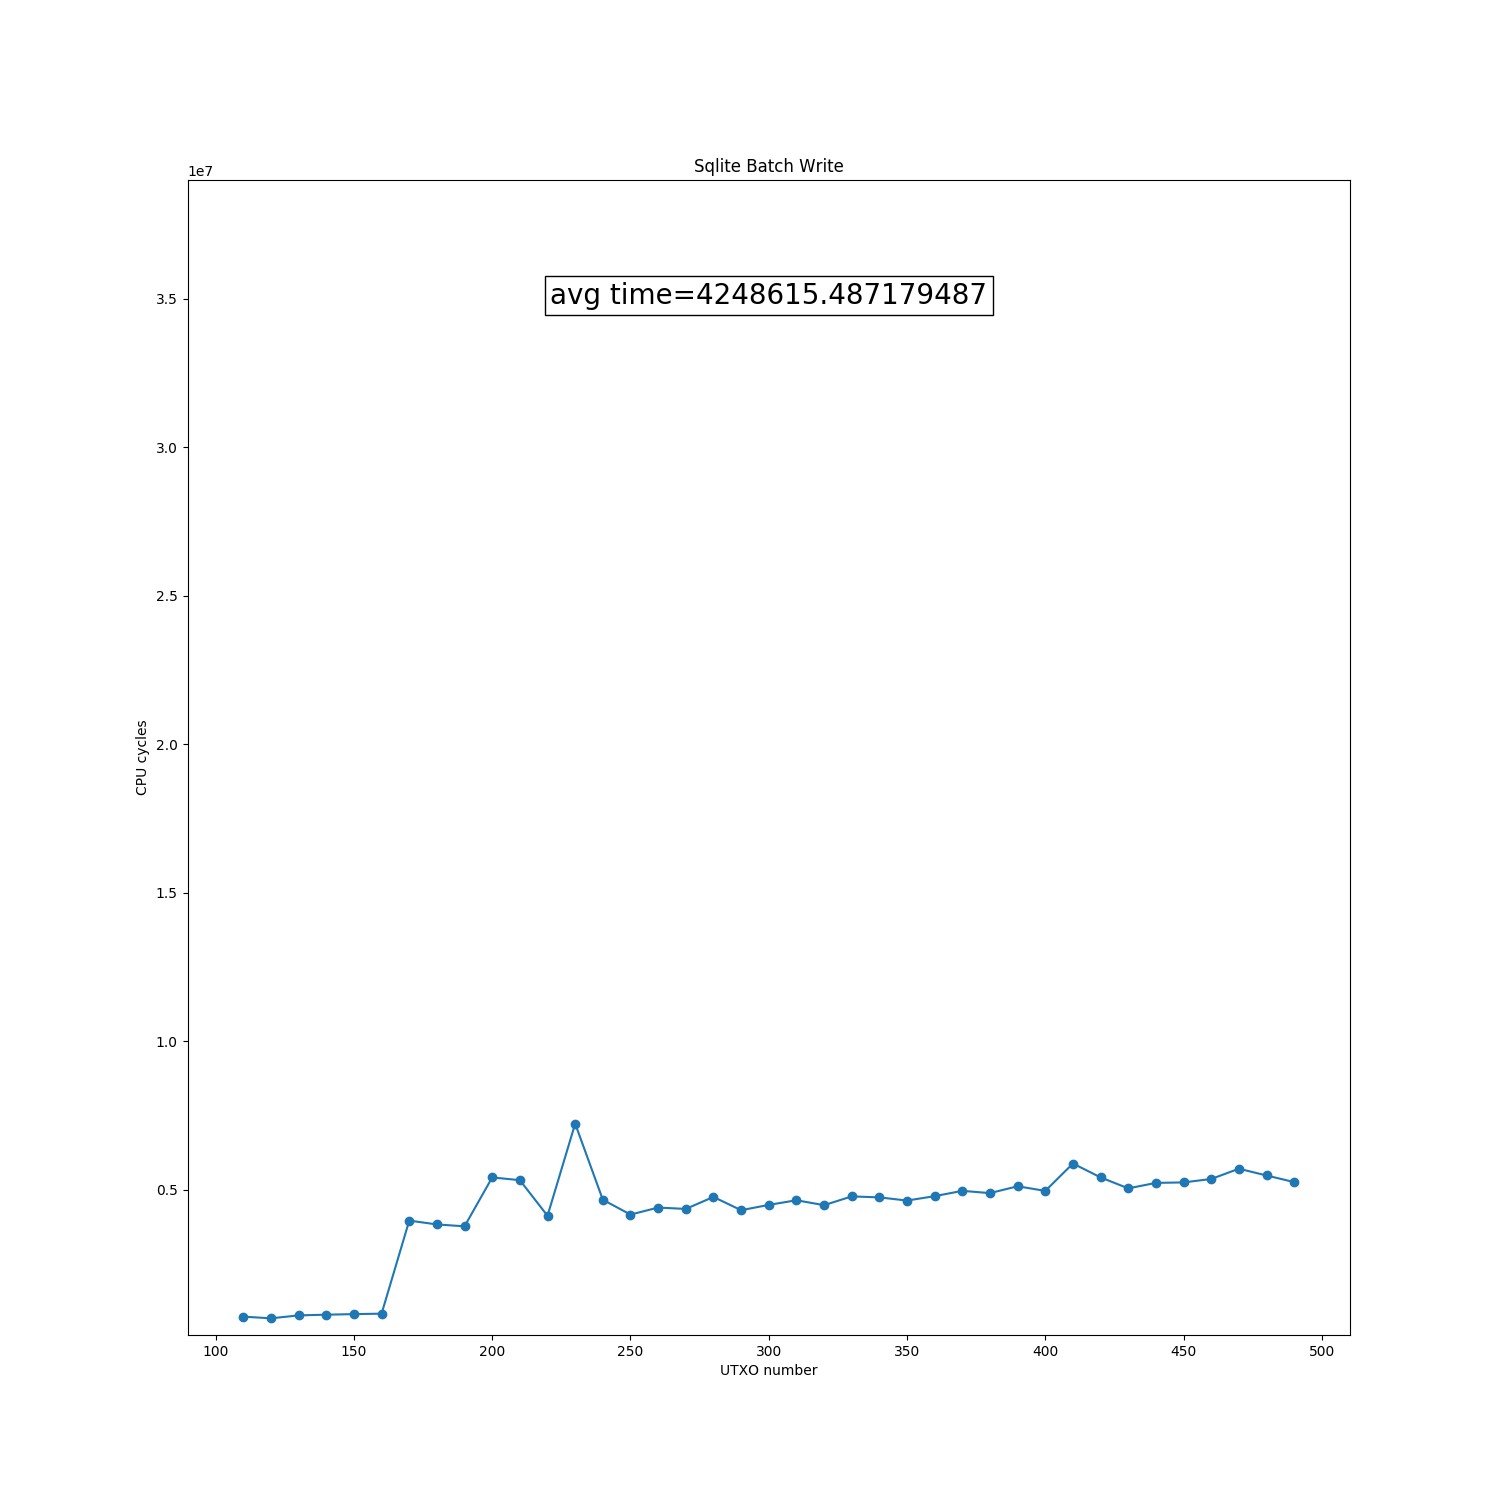 Sqlite Batch Write
1e7
avg time=4248615.487179487
3.5
3.0
2.5
2.0
1.5
1.0
0.5
CPU cycles
100 150 200 250 300 350 400 450 500
UTXO number